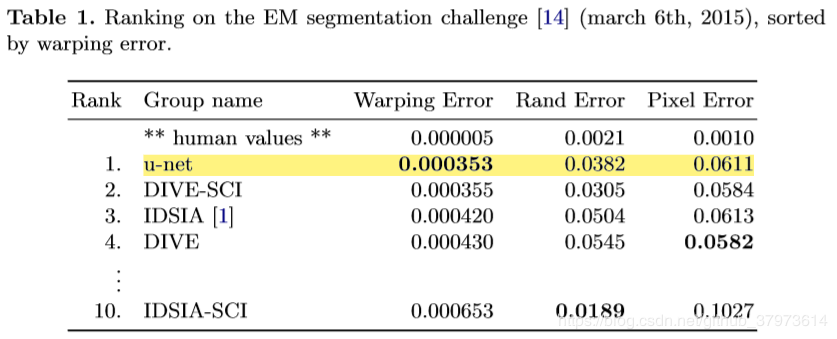 Table 1. Ranking on the EM segmentation challenge [14] (march 6th, 2015), sorted
by warping error.
Rank Group name Warping Error Rand Error Pixel Error
** human values ** 0.000005 0.0021 0.0010
1. u-net 0.000353 0.0382 0.0611
2. DIVE-SCI 0.000355 0.0305 0.0584
3. IDSIA [1] 0.000420 0.0504 0.0613
4. DIVE 0.000430 0.0545 0.0582
⋮
10. IDSIA-SCI 0.000653 0.0189 0.1027
https://blog.csdn.net/github_37973614